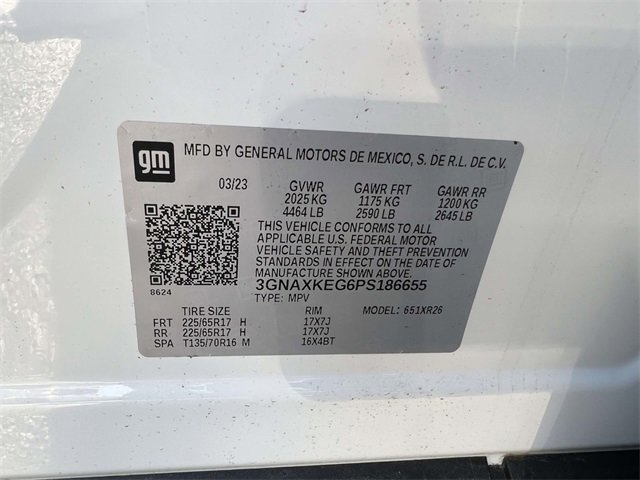 gm MFD BY GENERAL MOTORS DE MEXICO, S. DE R.L. DE C.V.
03/23 GVWR GAWR FRT GAWR RR
2025 KG 1175 KG 1200 KG
4464 LB 2590 LB 2645 LB
THIS VEHICLE CONFORMS TO ALL
APPLICABLE U.S. FEDERAL MOTOR
VEHICLE SAFETY AND THEFT PREVENTION
STANDARDS IN EFFECT ON THE DATE OF
MANUFACTURE SHOWN ABOVE.
3GNAXKEG6PS186655
8624 TYPE: MPV
TIRE SIZE RIM MODEL: 651XR26
FRT 225/65R17 H 17X7J
RR 225/65R17 H 17X7J
SPA T135/70R16 M 16X4BT